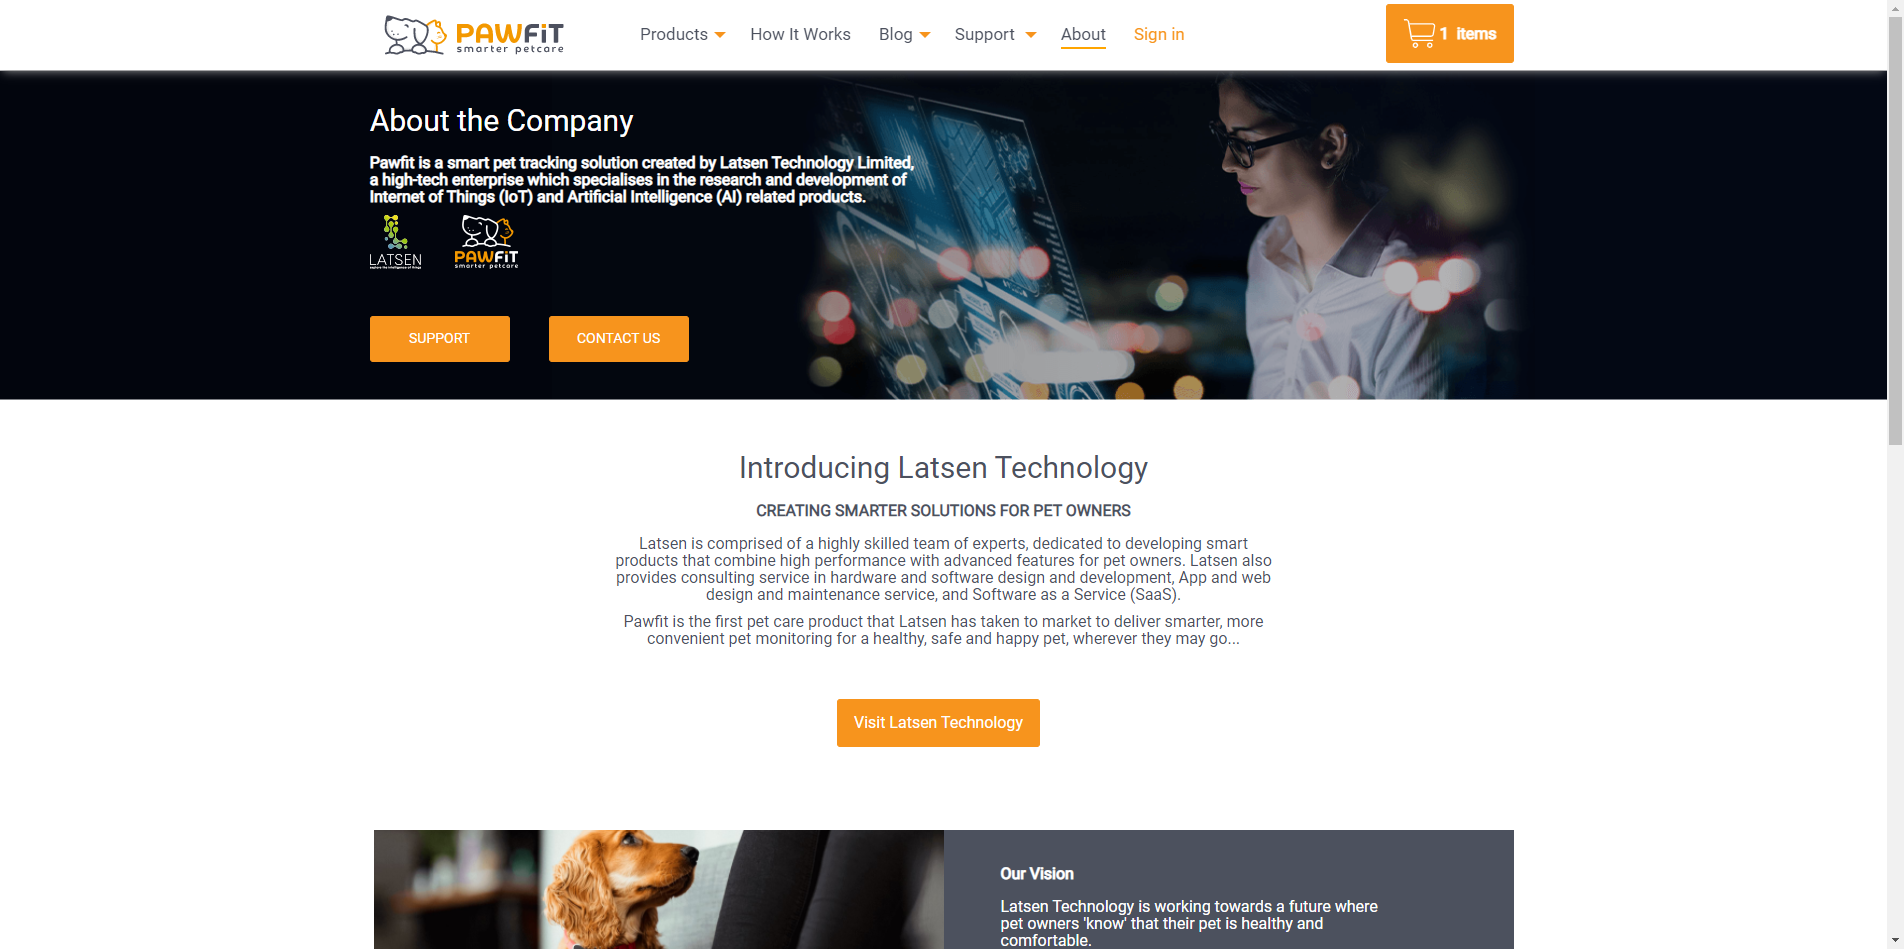 PAWFiT
smarter petcare
Products
How It Works
Blog
Support
About
Sign in
1 items
About the Company
Pawfit is a smart pet tracking solution created by Latsen Technology Limited,
a high-tech enterprise which specialises in the research and development of
Internet of Things (IoT) and Artificial Intelligence (AI) related products.
LATSEN
explore the intelligence of things
PAWFiT
smarter petcare
SUPPORT
CONTACT US
Introducing Latsen Technology
CREATING SMARTER SOLUTIONS FOR PET OWNERS
Latsen is comprised of a highly skilled team of experts, dedicated to developing smart
products that combine high performance with advanced features for pet owners. Latsen also
provides consulting service in hardware and software design and development, App and web
design and maintenance service, and Software as a Service (SaaS).
Pawfit is the first pet care product that Latsen has taken to market to deliver smarter, more
convenient pet monitoring for a healthy, safe and happy pet, wherever they may go...
Visit Latsen Technology
Our Vision
Latsen Technology is working towards a future where
pet owners 'know' that their pet is healthy and
comfortable.